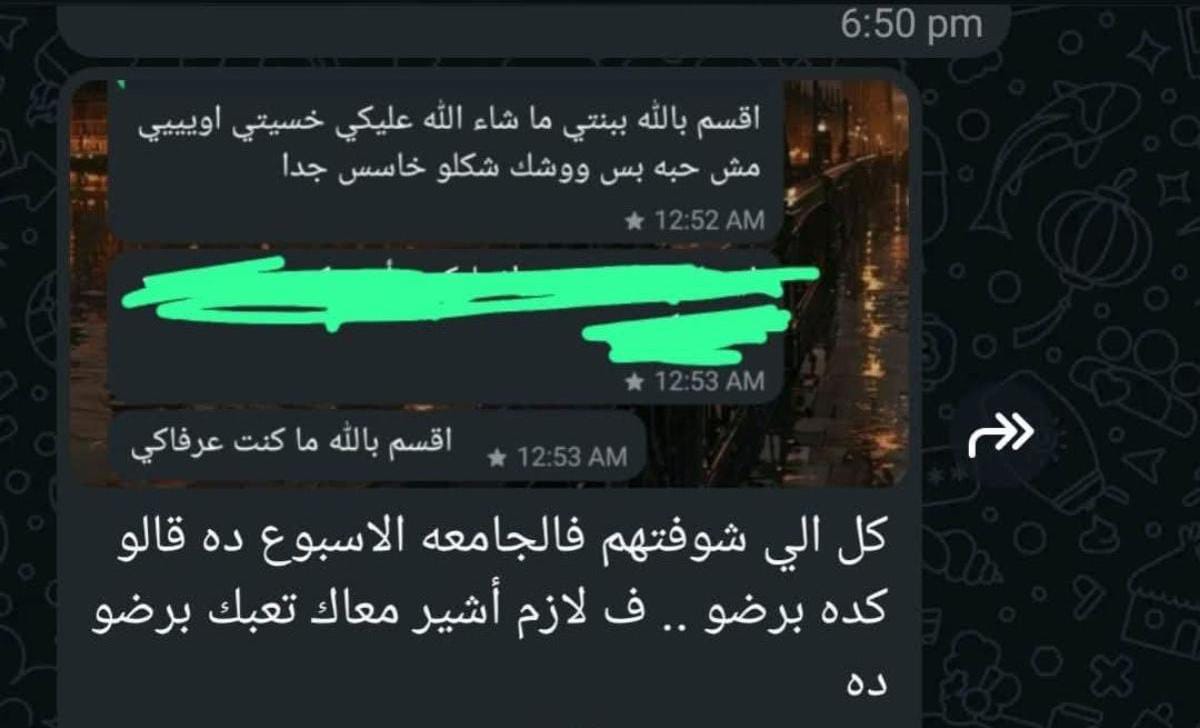 6:50 pm
اقسم بالله ببنتي ما شاء الله عليكي خسيتي اويييي
مش حبه بس ووشك شكلو خاسس جدا
12:52 AM
12:53 AM
اقسم بالله ما كنت عرفاكي
12:53 AM
كل الي شوفتهم فالجامعه الاسبوع ده قالو
كده برضو .. ف لازم أشير معاك تعبك برضو
ده